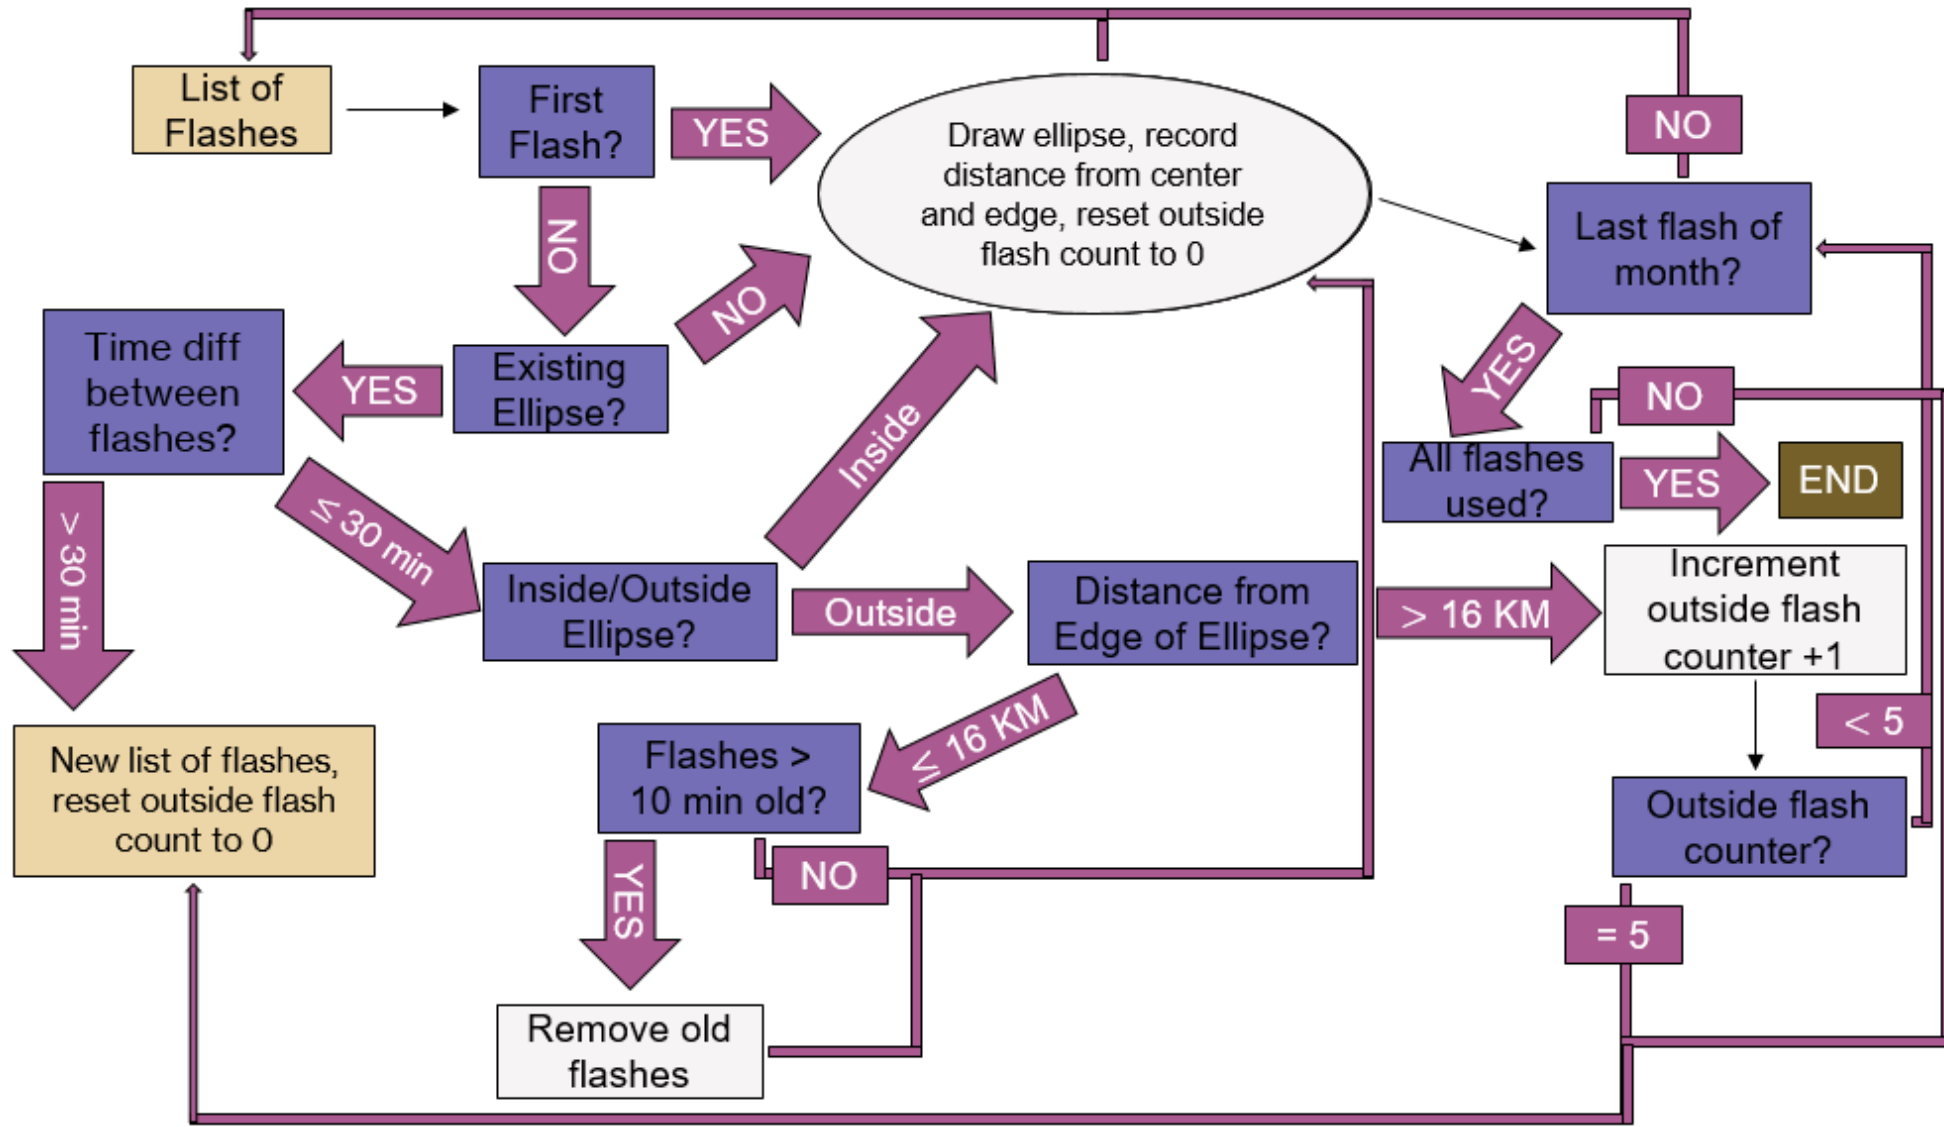 List of
Flashes
First
Flash?
YES
Draw ellipse, record
distance from center
and edge, reset outside
flash count to 0
NO
Last flash of
month?
NO
NO
Time diff
between
flashes?
YES
Existing
Ellipse?
Inside
YES
NO
All flashes
used?
YES
END
> 30 min
≤ 30 min
Inside/Outside
Ellipse?
Outside
Distance from
Edge of Ellipse?
> 16 KM
Increment
outside flash
counter +1
New list of flashes,
reset outside flash
count to 0
Flashes >
10 min old?
≤ 16 KM
< 5
Outside flash
counter?
YES
NO
= 5
Remove old
flashes